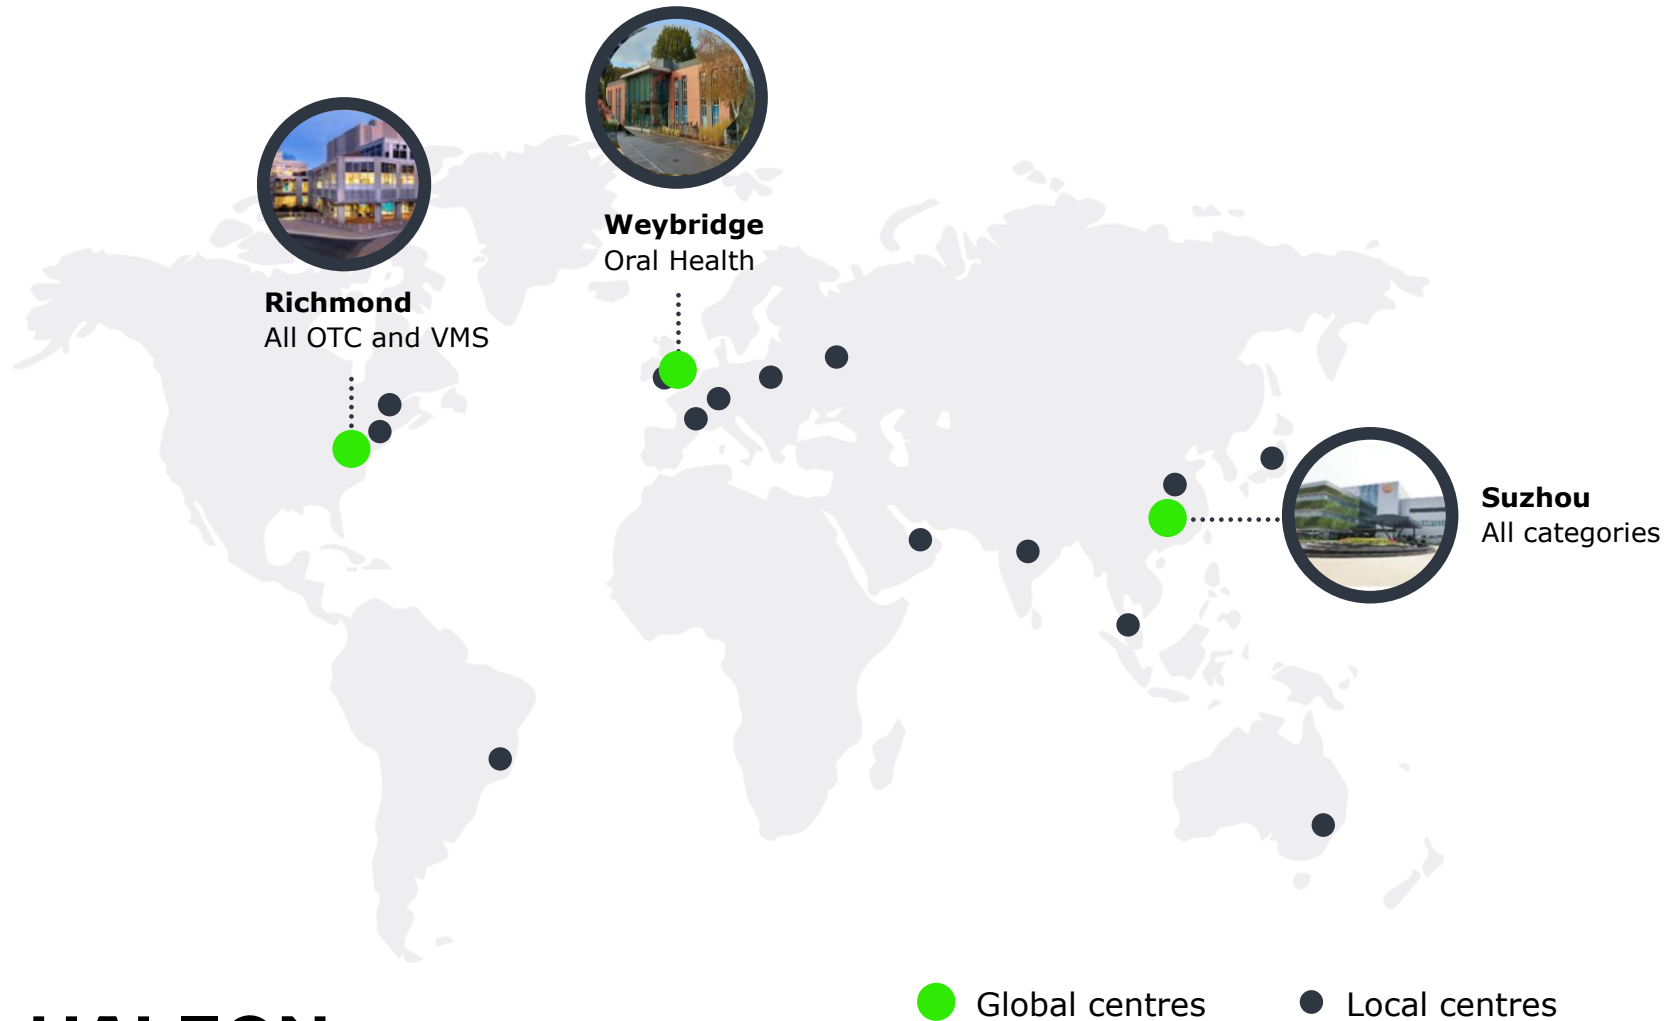 Weybridge
Oral Health
Richmond
All OTC and VMS
Suzhou
All categories
Global centres
Local centres